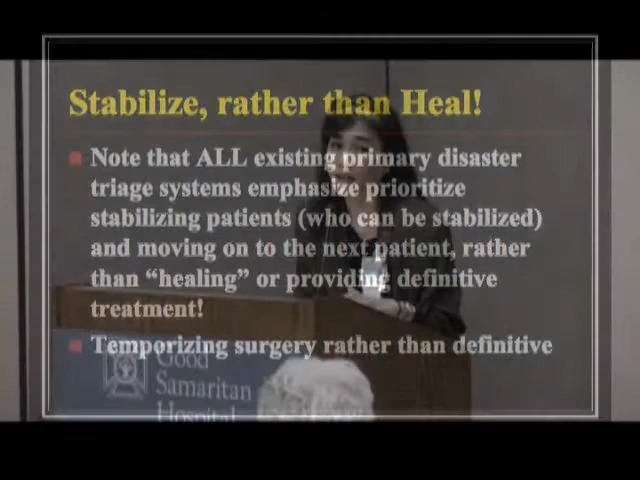 Stabilize, rather than Heal!
Note that ALL existing primary disaster
triage systems emphasize prioritize
stabilizing patients (who can be stabilized)
and moving on to the next patient, rather
than “healing” or providing definitive
treatment!
Temporizing surgery rather than definitive
Good
Samaritan
Hospital